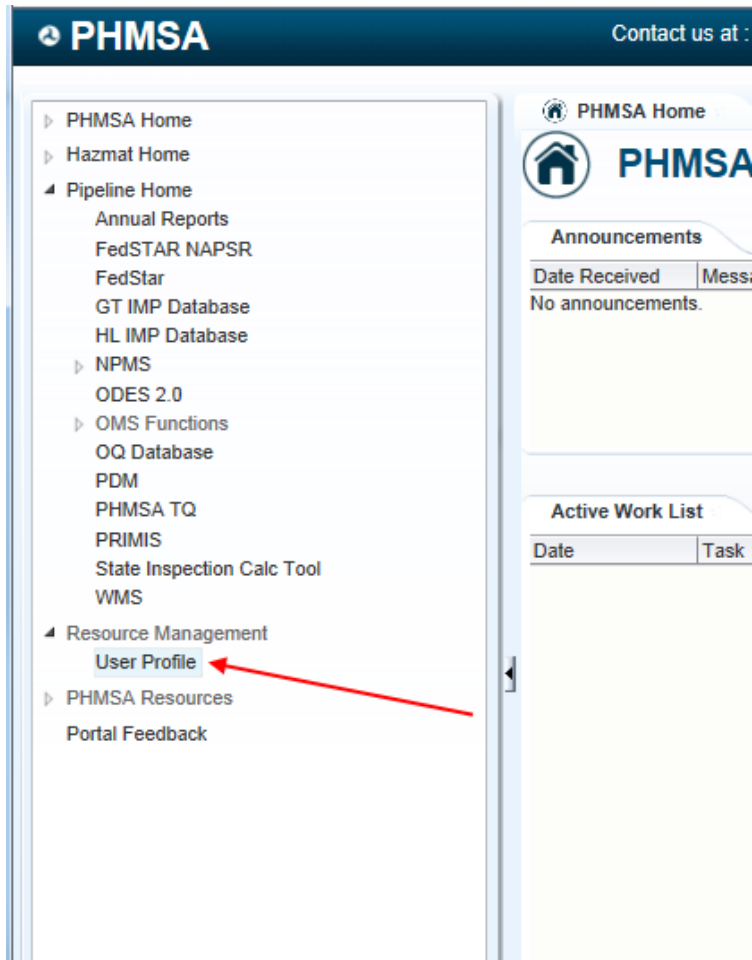 PHMSA
Contact us at :
PHMSA Home
Hazmat Home
Pipeline Home
Annual Reports
FedSTAR NAPSR
FedStar
GT IMP Database
HL IMP Database
NPMS
ODES 2.0
OMS Functions
OQ Database
PDM
PHMSA TQ
PRIMIS
State Inspection Calc Tool
WMS
Resource Management
User Profile
PHMSA Resources
Portal Feedback
PHMSA Home
PHMSA
Announcements
Date Received Messa
No announcements.
Active Work List
Date Task